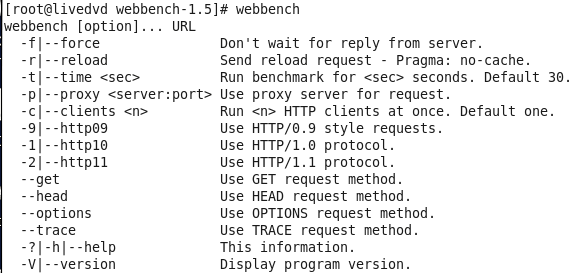 [root@livedvd webbench-1.5]# webbench
webbench [option]... URL
  -f|--force               Don't wait for reply from server.
  -r|--reload              Send reload request - Pragma: no-cache.
  -t|--time <sec>          Run benchmark for <sec> seconds. Default 30.
  -p|--proxy <server:port> Use proxy server for request.
  -c|--clients <n>         Run <n> HTTP clients at once. Default one.
  -9|--http09              Use HTTP/0.9 style requests.
  -1|--http10              Use HTTP/1.0 protocol.
  -2|--http11              Use HTTP/1.1 protocol.
  --get                    Use GET request method.
  --head                   Use HEAD request method.
  --options                Use OPTIONS request method.
  --trace                  Use TRACE request method.
  -?|-h|--help             This information.
  -V|--version             Display program version.